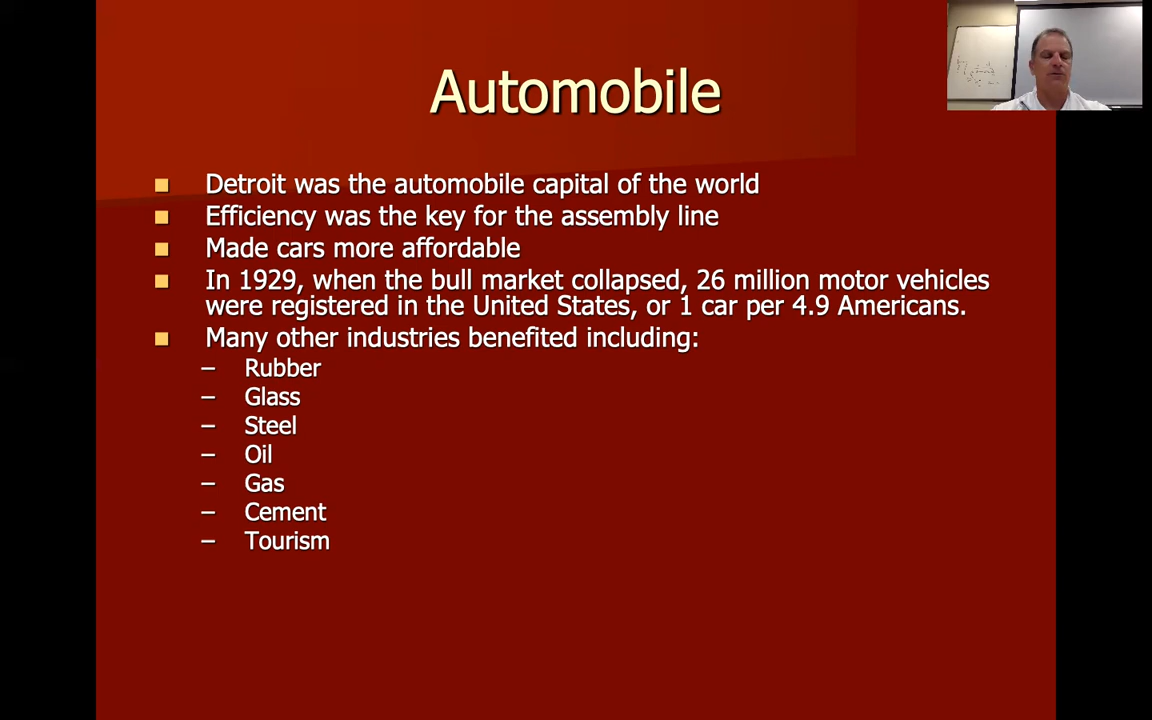 Automobile
Detroit was the automobile capital of the world
Efficiency was the key for the assembly line
Made cars more affordable
In 1929, when the bull market collapsed, 26 million motor vehicles
were registered in the United States, or 1 car per 4.9 Americans.
Many other industries benefited including:
– Rubber
– Glass
– Steel
– Oil
– Gas
– Cement
– Tourism